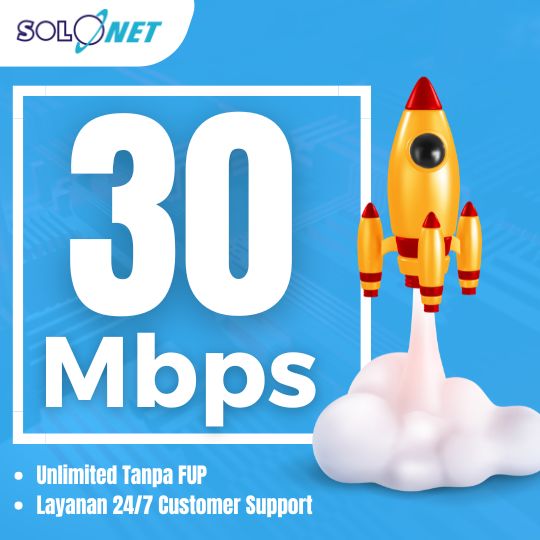 SOLONET
30
Mbps
• Unlimited Tanpa FUP
• Layanan 24/7 Customer Support